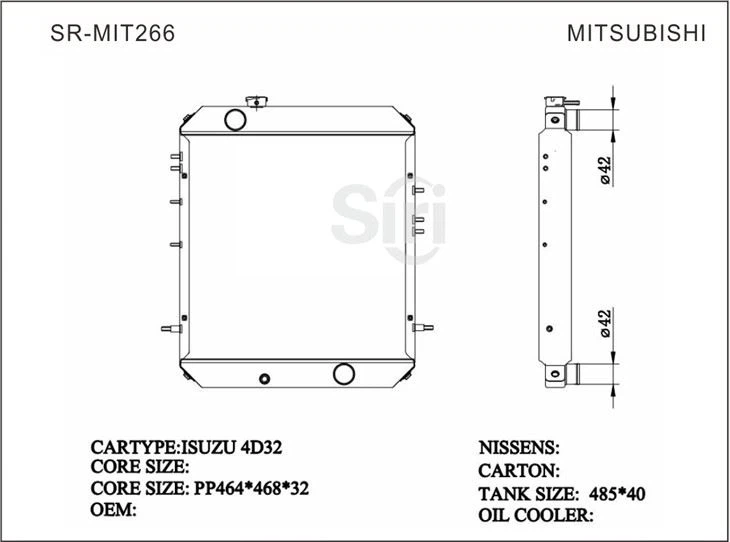 SR-MIT266 MITSUBISHI
Siri
ø42
ø42
CARTYPE:ISUZU 4D32 NISSENS:
CORE SIZE: CARTON:
CORE SIZE: PP464*468*32 TANK SIZE: 485*40
OEM: OIL COOLER: